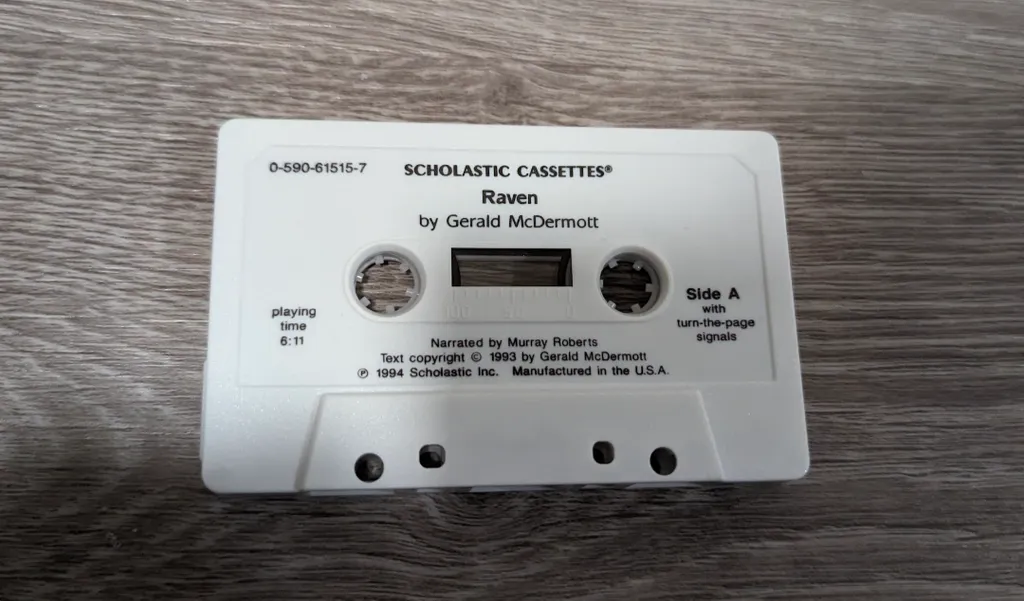 0-590-61515-7
SCHOLASTIC CASSETTES®
Raven
by Gerald McDermott
playing
time
6:11
Side A
with
turn-the-page
signals
Narrated by Murray Roberts
Text copyright © 1993 by Gerald McDermott
℗ 1994 Scholastic Inc. Manufactured in the U.S.A.